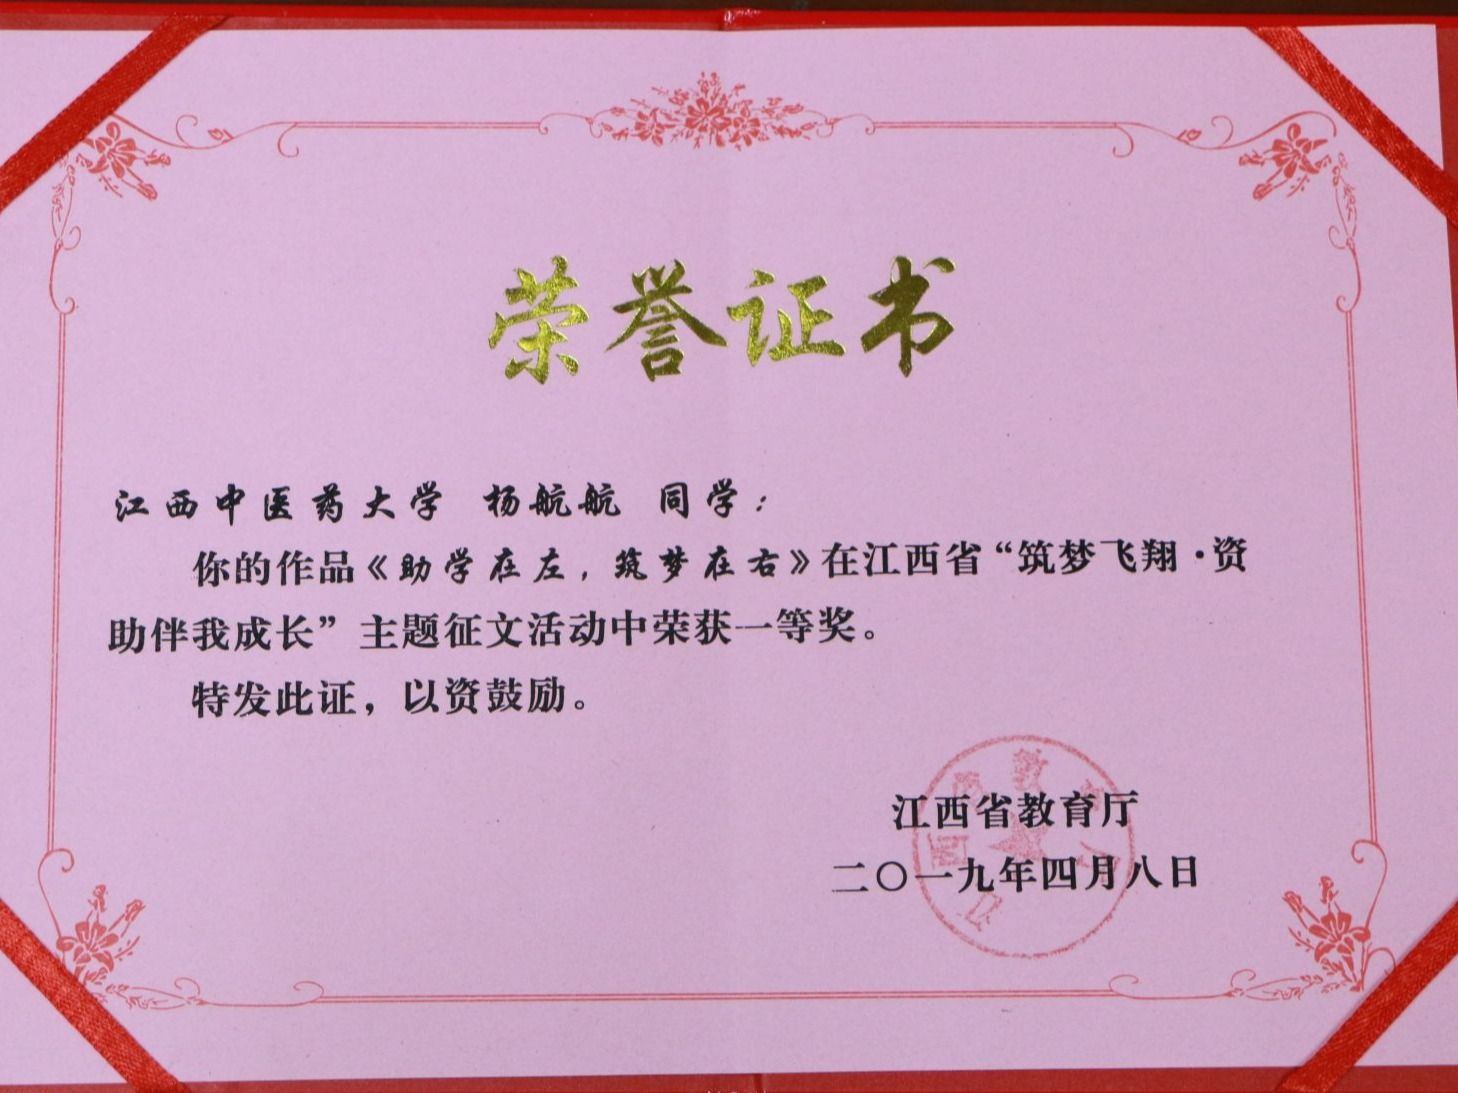 荣誉证书
江西中医药大学 杨航航 同学：
你的作品《助学在左，筑梦在右》在江西省“筑梦飞翔·资
助伴我成长”主题征文活动中荣获一等奖。
特发此证，以资鼓励。
江西省教育厅
二〇一九年四月八日